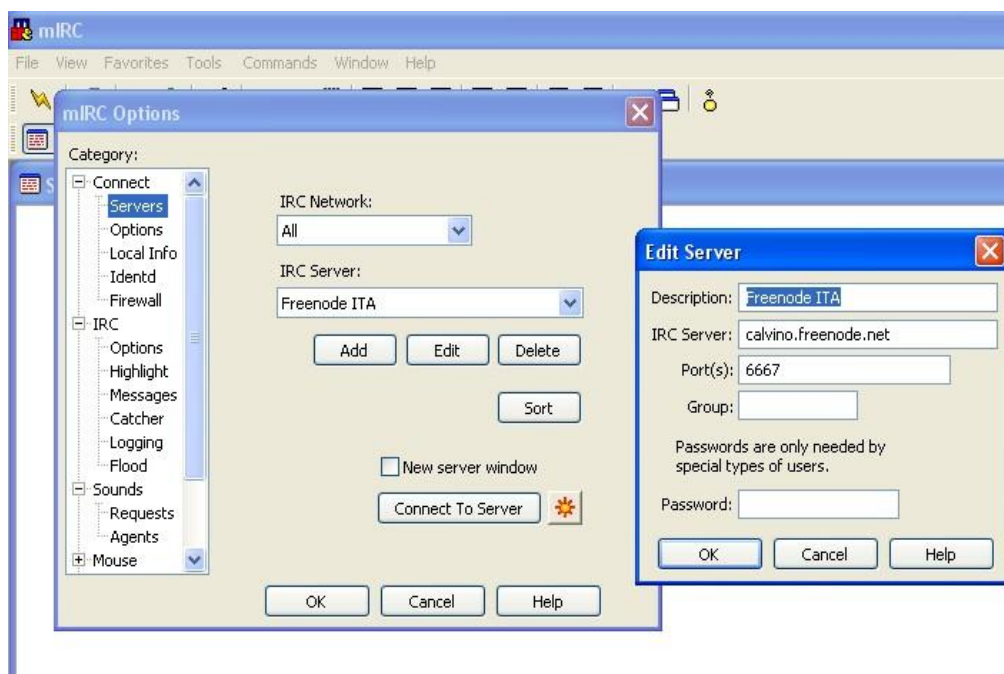 mIRC
File View Favorites Tools Commands Window Help
mIRC Options
Category:
Connect
Servers
Options
Local Info
Identd
Firewall
IRC
Options
Highlight
Messages
Catcher
Logging
Flood
Sounds
Requests
Agents
Mouse
IRC Network:
All
IRC Server:
Freenode ITA
Add Edit Delete
Sort
New server window
Connect To Server
OK Cancel Help
Edit Server
Description: Freenode ITA
IRC Server: calvino.freenode.net
Port(s): 6667
Group:
Passwords are only needed by
special types of users.
Password:
OK Cancel Help